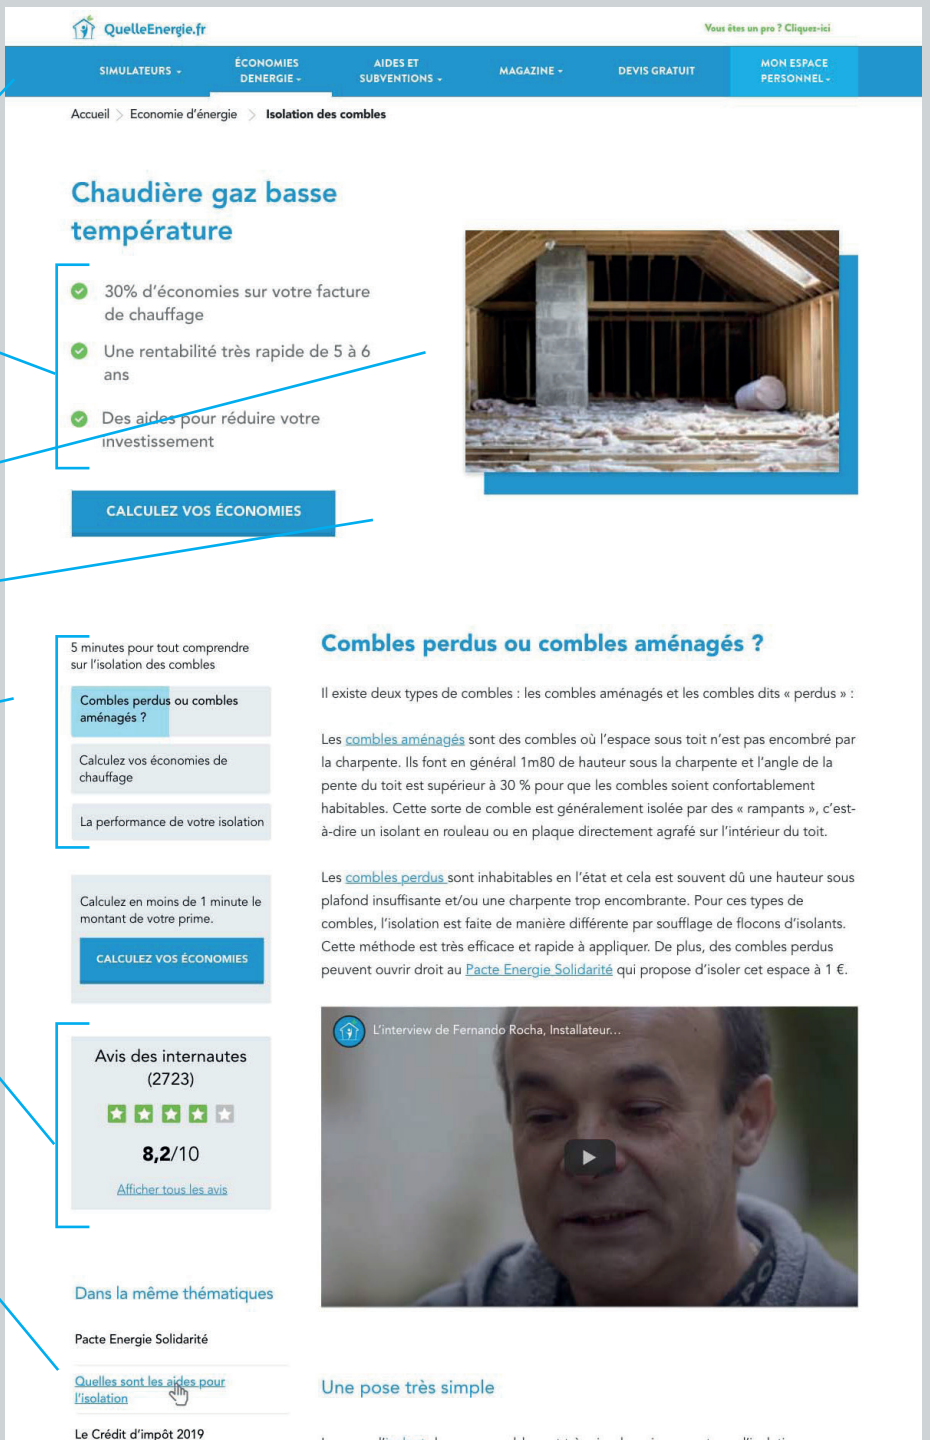 QuelleEnergie.fr
Vous êtes un pro ? Cliquez-ici
SIMULATEURS
ÉCONOMIES
DENERGIE
AIDES ET
SUBVENTIONS
MAGAZINE
DEVIS GRATUIT
MON ESPACE
PERSONNEL
Accueil > Economie d'énergie > Isolation des combles
Chaudière gaz basse
température
30% d'économies sur votre facture
de chauffage
Une rentabilité très rapide de 5 à 6
ans
Des aides pour réduire votre
investissement
CALCULEZ VOS ÉCONOMIES
5 minutes pour tout comprendre
sur l'isolation des combles
Combles perdus ou combles
aménagés ?
Calculez vos économies de
chauffage
La performance de votre isolation
Calculez en moins de 1 minute le
montant de votre prime.
CALCULEZ VOS ÉCONOMIES
Avis des internautes
(2723)
8,2/10
Afficher tous les avis
Dans la même thématiques
Pacte Energie Solidarité
Quelles sont les aides pour
l'isolation
Le Crédit d'impôt 2019
Combles perdus ou combles aménagés ?
Il existe deux types de combles : les combles aménagés et les combles dits « perdus » :
Les combles aménagés sont des combles où l'espace sous toit n'est pas encombré par
la charpente. Ils font en général 1m80 de hauteur sous la charpente et l'angle de la
pente du toit est supérieur à 30 % pour que les combles soient confortablement
habitables. Cette sorte de comble est généralement isolée par des « rampants », c'est-
à-dire un isolant en rouleau ou en plaque directement agrafé sur l'intérieur du toit.
Les combles perdus sont inhabitables en l'état et cela est souvent dû une hauteur sous
plafond insuffisante et/ou une charpente trop encombrante. Pour ces types de
combles, l'isolation est faite de manière différente par soufflage de flocons d'isolants.
Cette méthode est très efficace et rapide à appliquer. De plus, des combles perdus
peuvent ouvrir droit au Pacte Energie Solidarité qui propose d'isoler cet espace à 1 €.
L'interview de Fernando Rocha, Installateur...
Une pose très simple